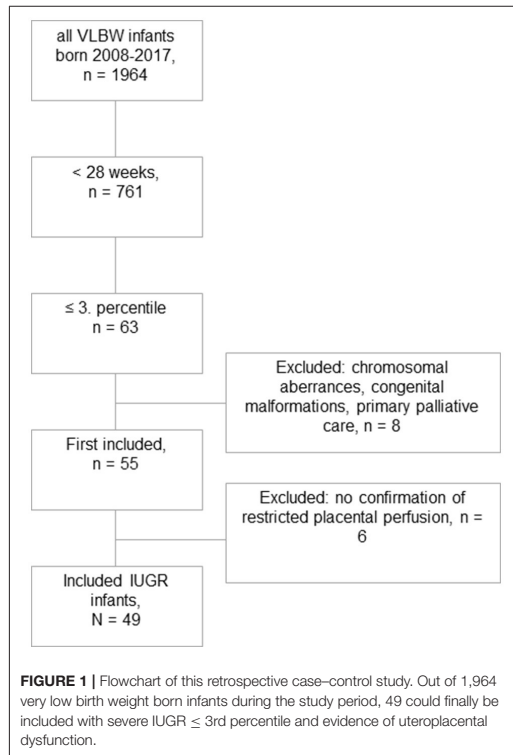 all VLBW infants
born 2008-2017,
n = 1964
< 28 weeks,
n = 761
≤ 3. percentile
n = 63
Excluded: chromosomal
aberrances, congenital
malformations, primary palliative
care, n = 8
First included,
n = 55
Excluded: no confirmation of
restricted placental perfusion, n =
6
Included IUGR
infants,
N = 49
FIGURE 1 | Flowchart of this retrospective case–control study. Out of 1,964
very low birth weight born infants during the study period, 49 could finally be
included with severe IUGR ≤ 3rd percentile and evidence of uteroplacental
dysfunction.